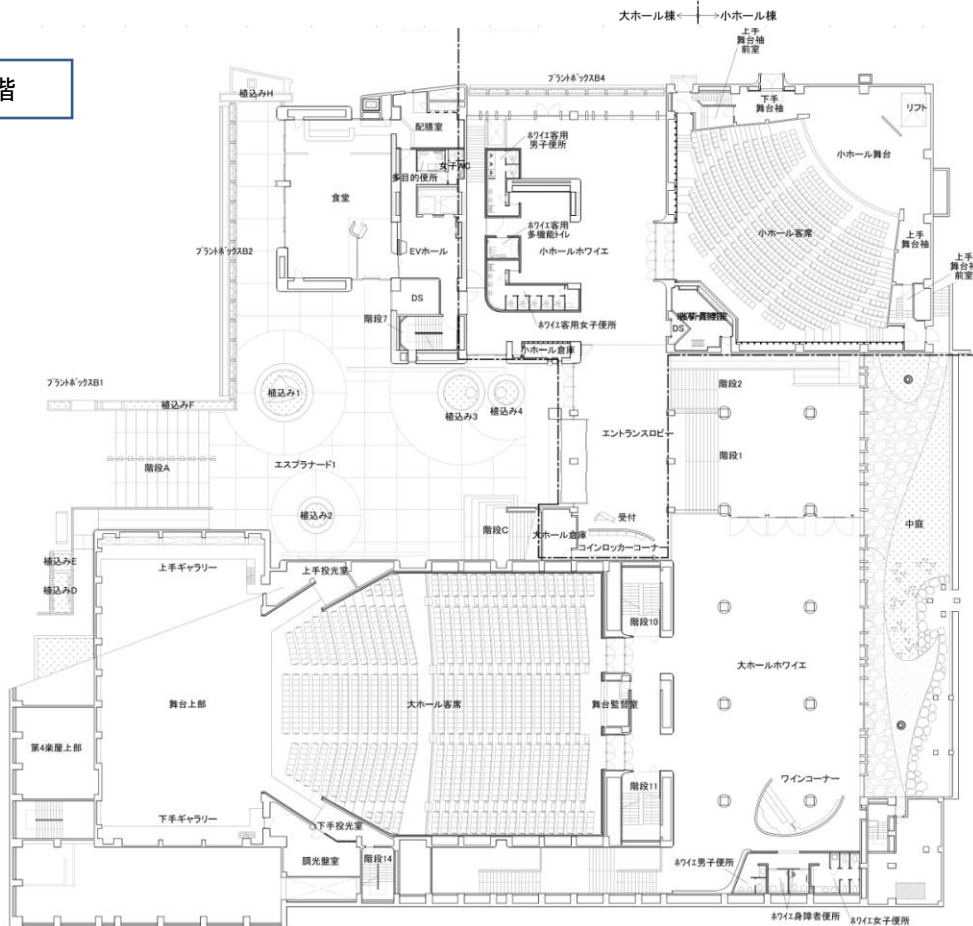 階
大ホール棟 小ホール棟
上手
舞台袖
前室
プラントボックスB4
植込みH
下手
舞台袖
リフト
配膳室
ホワイエ客用
男子便所
小ホール舞台
女子WC
多目的便所
食堂
ホワイエ客用
多機能トイレ
小ホール客席
上手
舞台袖
プラントボックスB2
EVホール
小ホールホワイエ
上手
舞台袖
前室
DS
階段7
ホワイエ客用女子便所
DS
小ホール倉庫
プラントボックスB1
植込みF
植込み1
植込み3
植込み4
階段2
エントランスロビー
階段1
階段A
エスプラナード1
植込み2
階段C
大ホール倉庫
受付
コインロッカーコーナー
中庭
植込みE
植込みD
上手ギャラリー
上手投光室
階段10
大ホールホワイエ
舞台上部
大ホール客席
舞台監督室
第4楽屋上部
階段11
ワインコーナー
下手ギャラリー
下手投光室
調光盤室
階段14
ホワイエ男子便所
ホワイエ身障者便所
ホワイエ女子便所